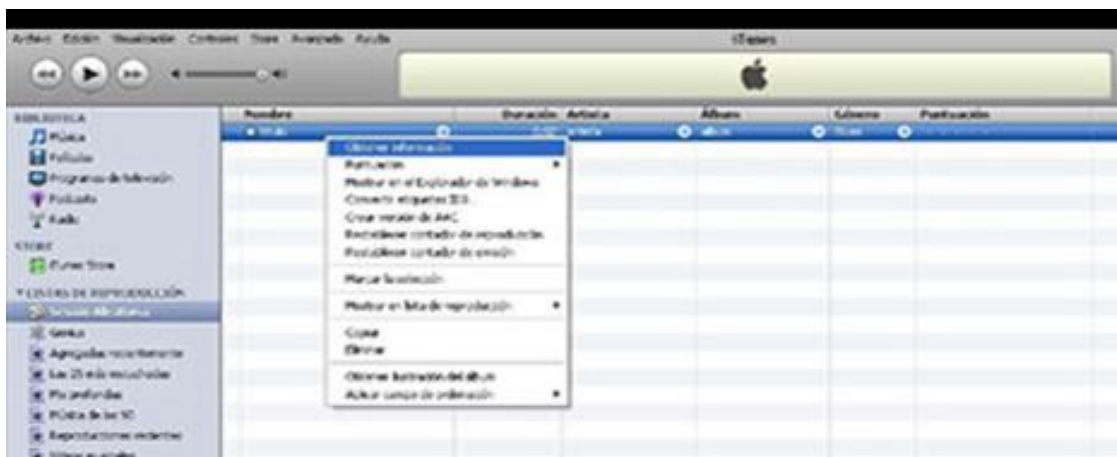 Archivo Edición Visualización Controles Store Avanzado Ayuda
iTunes
BIBLIOTECA
Música
Películas
Programas de televisión
Podcasts
Radio
STORE
iTunes Store
LISTAS DE REPRODUCCIÓN
Genius
Agregadas recientemente
Las 25 más escuchadas
Mis preferidas
Música de los 90
Reproducciones recientes
Nombre Duración Artista Álbum Género Puntuación
artista album
Obtener información
Puntuación
Mostrar en el Explorador de Windows
Convertir etiquetas ID3...
Crear versión de AAC
Restablecer contador de reproducción
Restablecer contador de omisión
Marcar la selección
Mostrar en lista de reproducción
Copiar
Eliminar
Obtener ilustración del álbum
Aplicar campo de ordenación